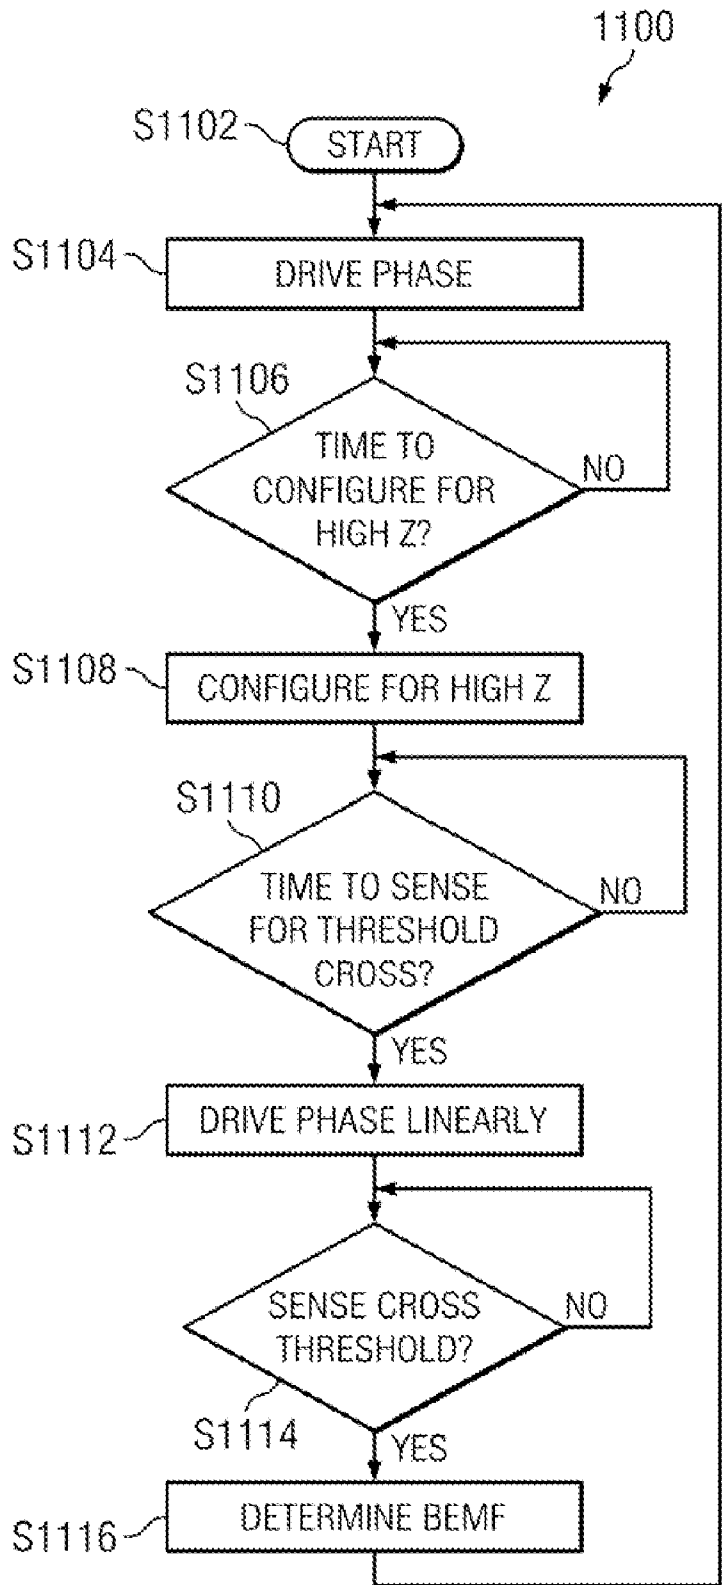 1100
S1102
START
S1104
DRIVE PHASE
S1106
TIME TO
CONFIGURE FOR
HIGH Z?
NO
YES
S1108
CONFIGURE FOR HIGH Z
S1110
TIME TO SENSE
FOR THRESHOLD
CROSS?
NO
YES
S1112
DRIVE PHASE LINEARLY
SENSE CROSS
THRESHOLD?
NO
S1114
YES
S1116
DETERMINE BEMF